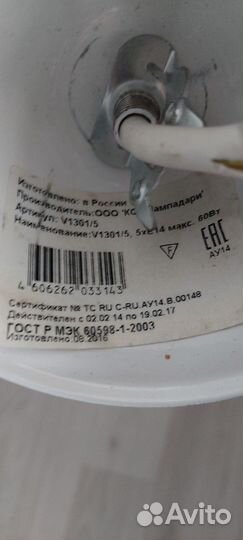 Изготовлено: в России
Производитель:ООО "КС "Лампадари"
Артикул: V1301/5
Наименование:V1301/5, 5xE14 макс. 60Вт
F
ЕАС
АУ14
4 606262 033143
Сертификат № ТС RU C-RU.АУ14.В.00148
Действителен с 02.02 14 по 19.02.17
ГОСТ Р МЭК 60598-1-2003
Изготовлено.08.2016
Avito